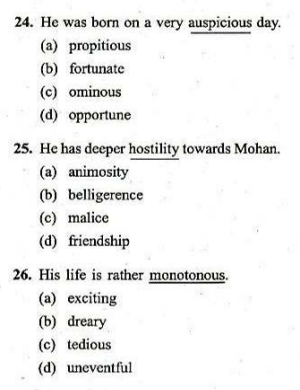 24. He was born on a very auspicious day.
(a) propitious
(b) fortunate
(c) ominous
(d) opportune
25. He has deeper hostility towards Mohan.
(a) animosity
(b) belligerence
(c) malice
(d) friendship
26. His life is rather monotonous.
(a) exciting
(b) dreary
(c) tedious
(d) uneventful